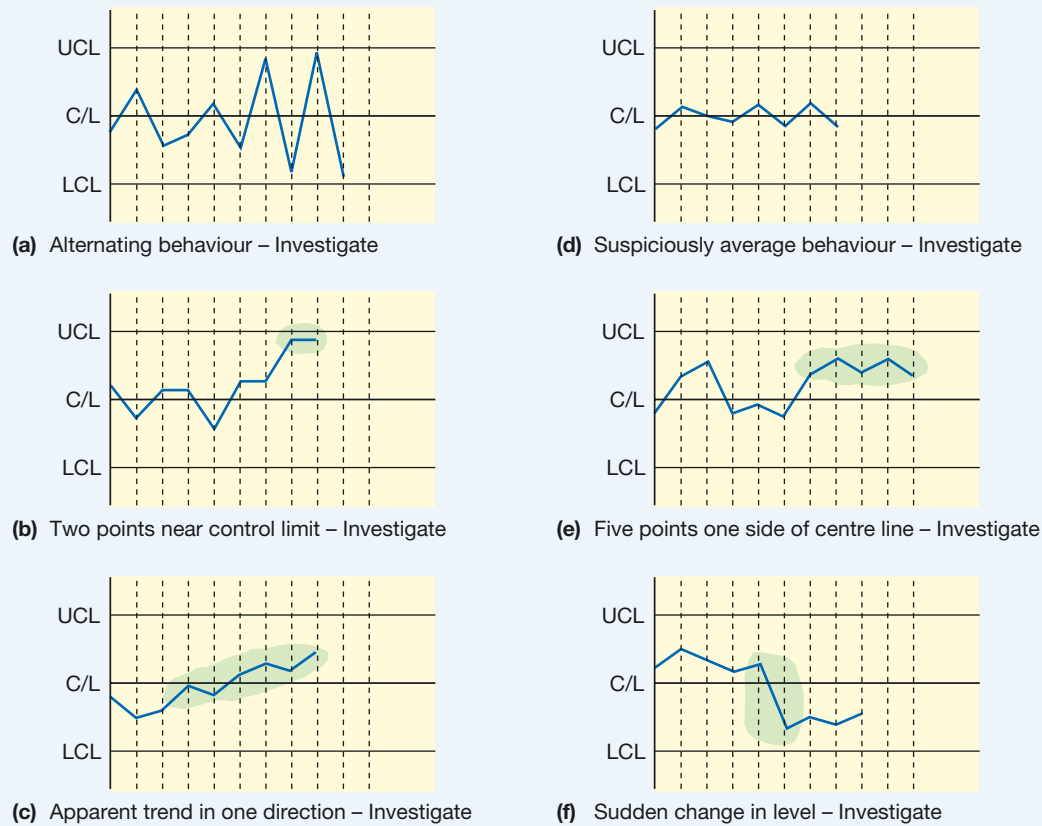 UCL
C/L
LCL
(a) Alternating behaviour – Investigate
UCL
C/L
LCL
(d) Suspiciously average behaviour – Investigate
UCL
C/L
LCL
(b) Two points near control limit – Investigate
UCL
C/L
LCL
(e) Five points one side of centre line – Investigate
UCL
C/L
LCL
(c) Apparent trend in one direction – Investigate
UCL
C/L
LCL
(f) Sudden change in level – Investigate